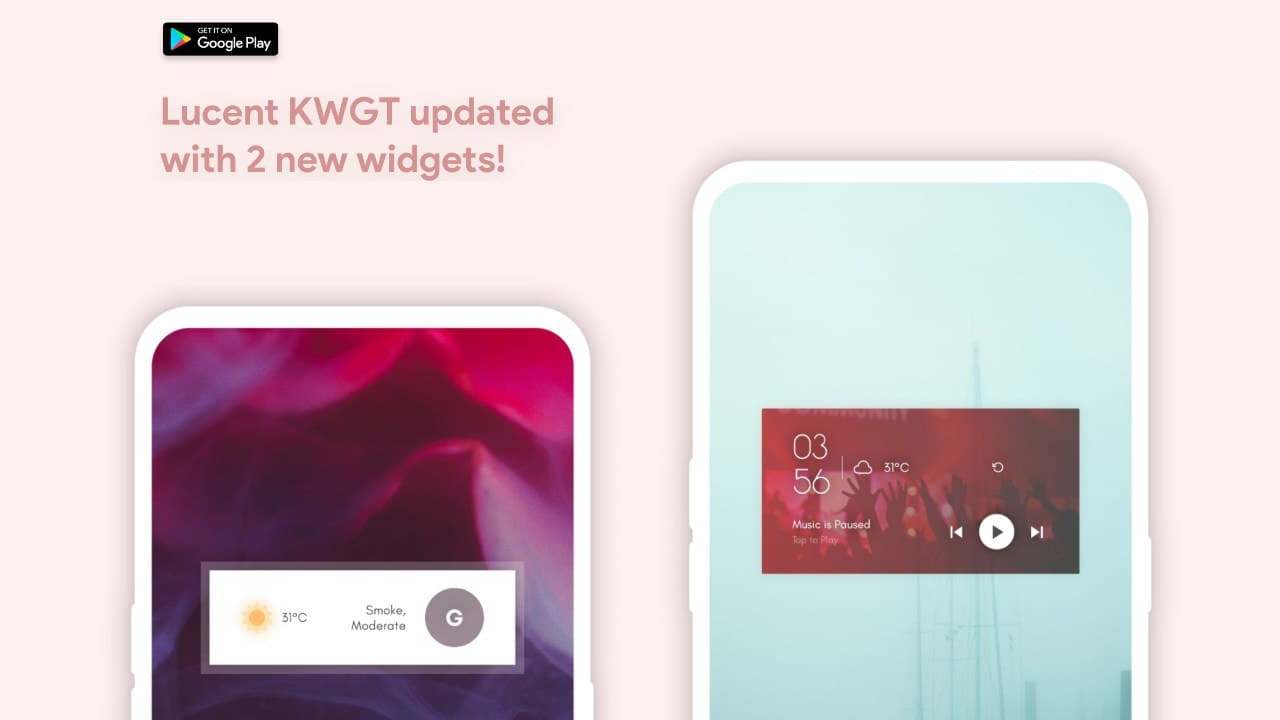 GET IT ON
Google Play
Lucent KWGT updated
with 2 new widgets!
31°C
Smoke,
Moderate
G
COMMUNITY
03
56
31°C
Music is Paused
Tap to Play